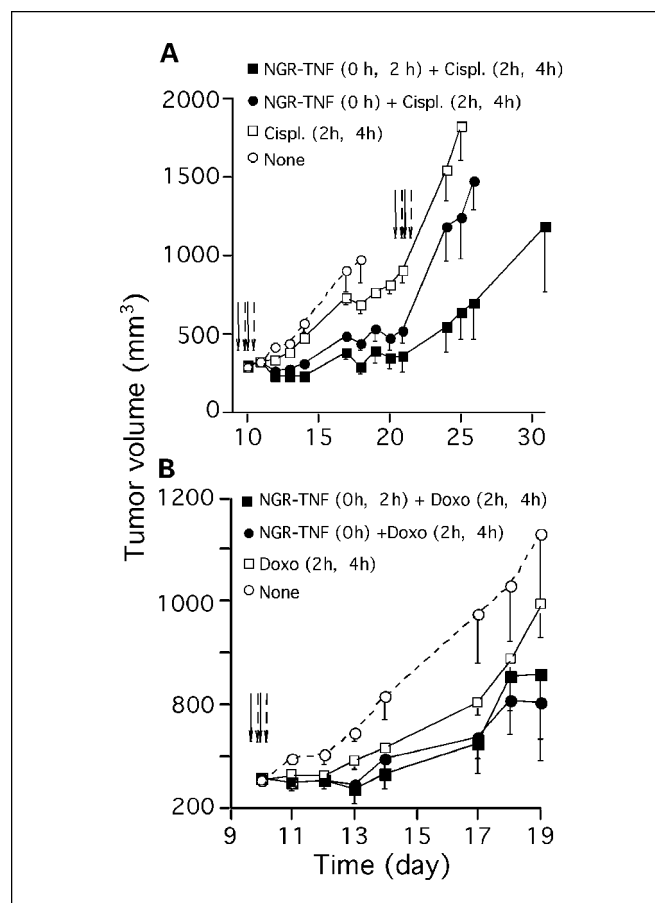 A
NGR-TNF (0 h, 2 h) + Cispl. (2h, 4h)
NGR-TNF (0 h) + Cispl. (2h, 4h)
Cispl. (2h, 4h)
None
2000
1500
1000
500
0
10 15 20 25 30
Tumor volume (mm³)
B
NGR-TNF (0h, 2h) + Doxo (2h, 4h)
NGR-TNF (0h) +Doxo (2h, 4h)
Doxo (2h, 4h)
None
1200
1000
800
200
9 11 13 15 17 19
Time (day)